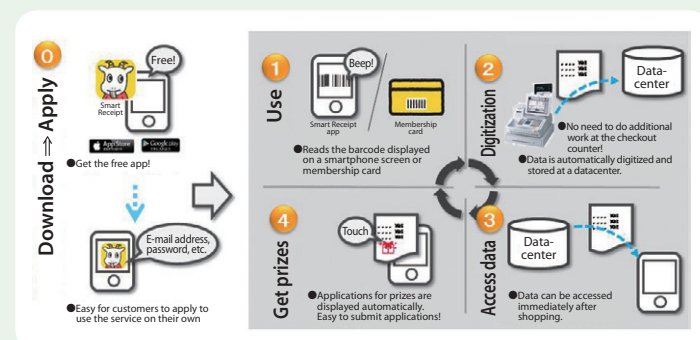 0
Download ⇒ Apply
Free!
Smart
Receipt
App Store
Google play
●Get the free app!
E-mail address,
password, etc.
●Easy for customers to apply to
use the service on their own
1
Use
Beep!
Smart Receipt
app
Membership
card
●Reads the barcode displayed
on a smartphone screen or
membership card
2
Digitization
Data-
center
●No need to do additional
work at the checkout
counter!
●Data is automatically digitized and
stored at a datacenter.
4
Get prizes
Touch
●Applications for prizes are
displayed automatically.
Easy to submit applications!
3
Access data
Data-
center
●Data can be accessed
immediately after
shopping.